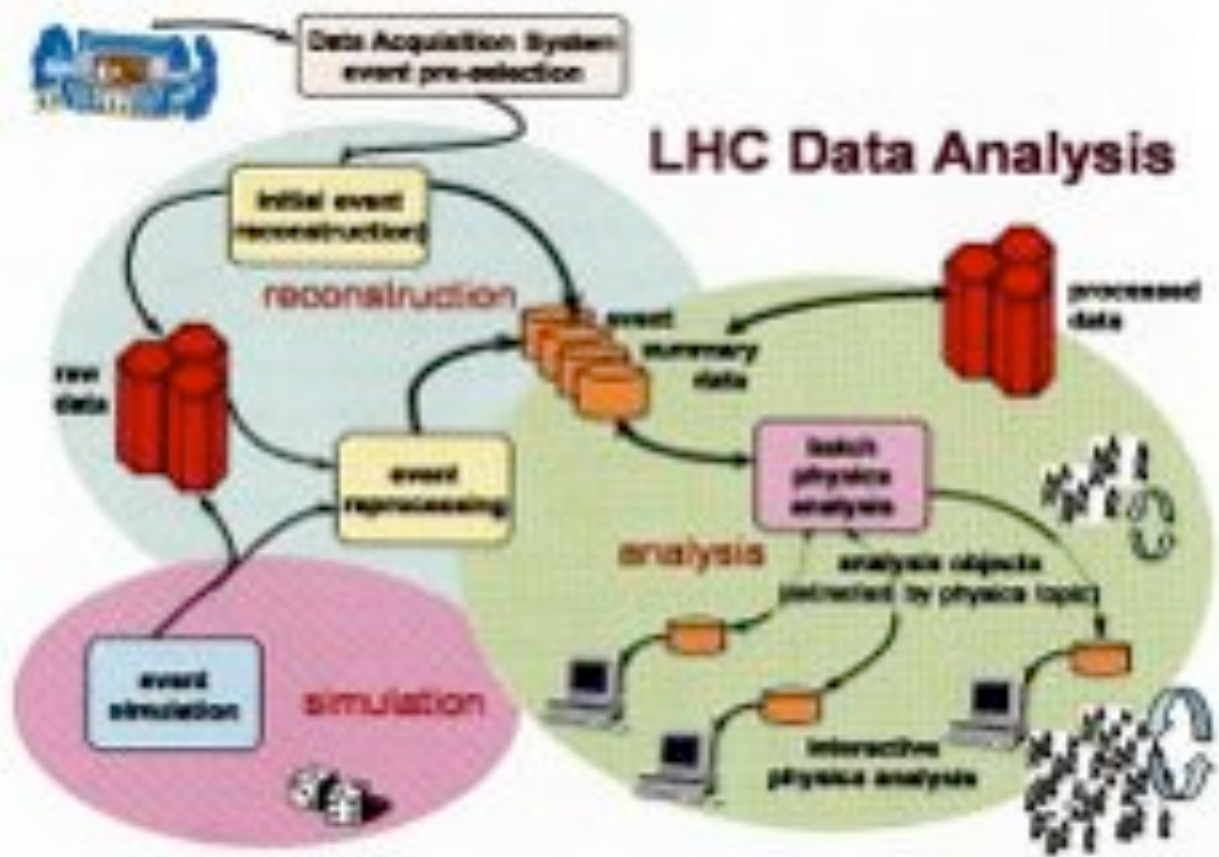 Data Acquisition System
event pre-selection
LHC Data Analysis
initial event
reconstruction
reconstruction
event
summary
data
processed
data
raw
data
event
reprocessing
batch
physics
analysis
analysis
analysis objects
(extracted by physics topic)
event
simulation
simulation
interactive
physics analysis